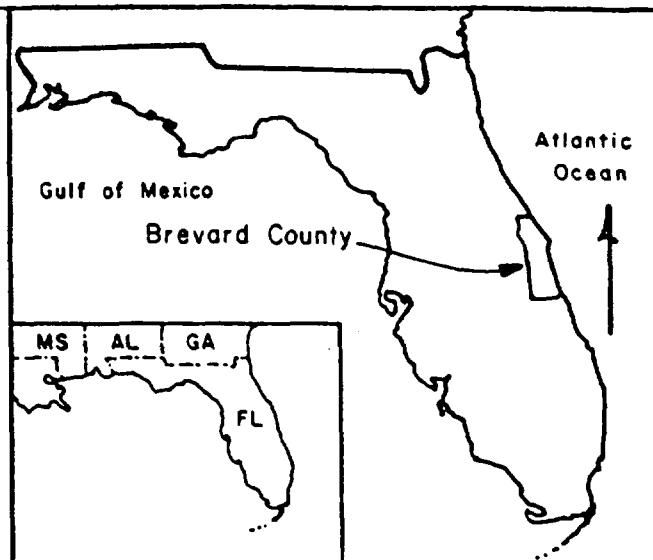 Atlantic
Ocean
Gulf of Mexico
Brevard County
MS AL GA
FL